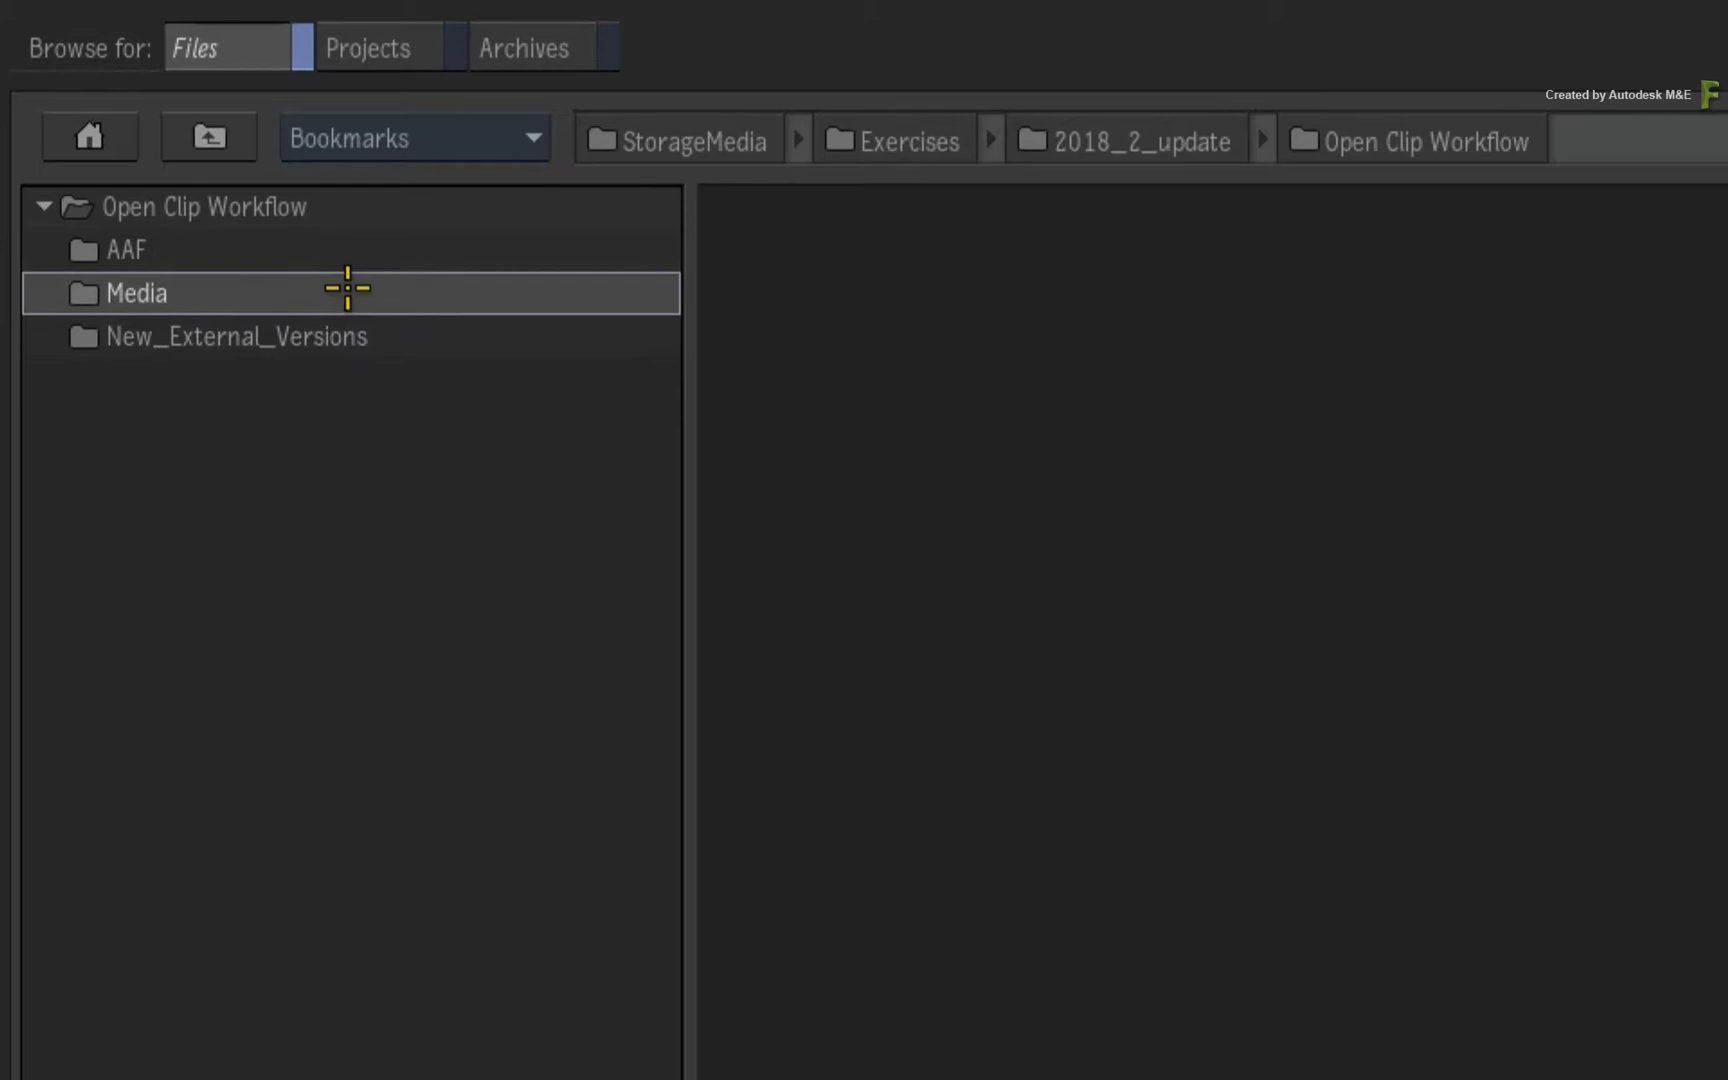 Browse for: Files Projects Archives
Created by Autodesk M&E
Bookmarks StorageMedia Exercises 2018_2_update Open Clip Workflow
Open Clip Workflow
AAF
Media
New_External_Versions